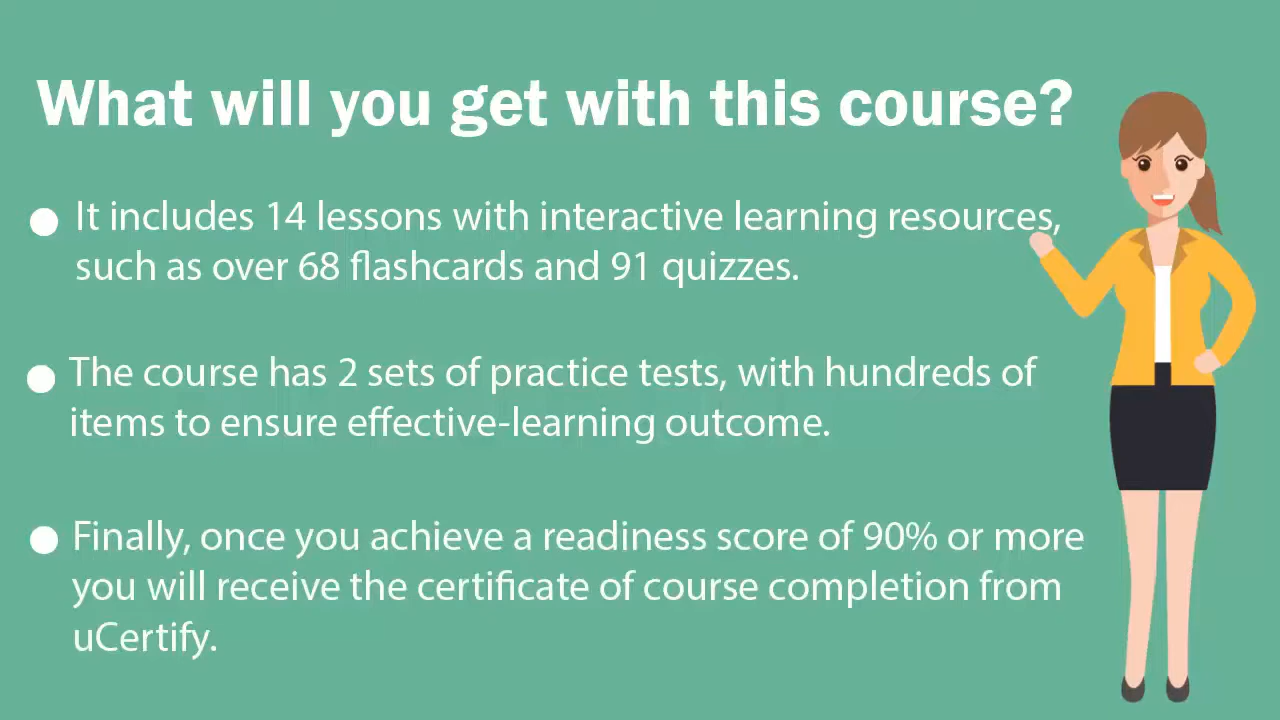 What will you get with this course?
It includes 14 lessons with interactive learning resources,
such as over 68 flashcards and 91 quizzes.
The course has 2 sets of practice tests, with hundreds of
items to ensure effective-learning outcome.
Finally, once you achieve a readiness score of 90% or more
you will receive the certificate of course completion from
uCertify.